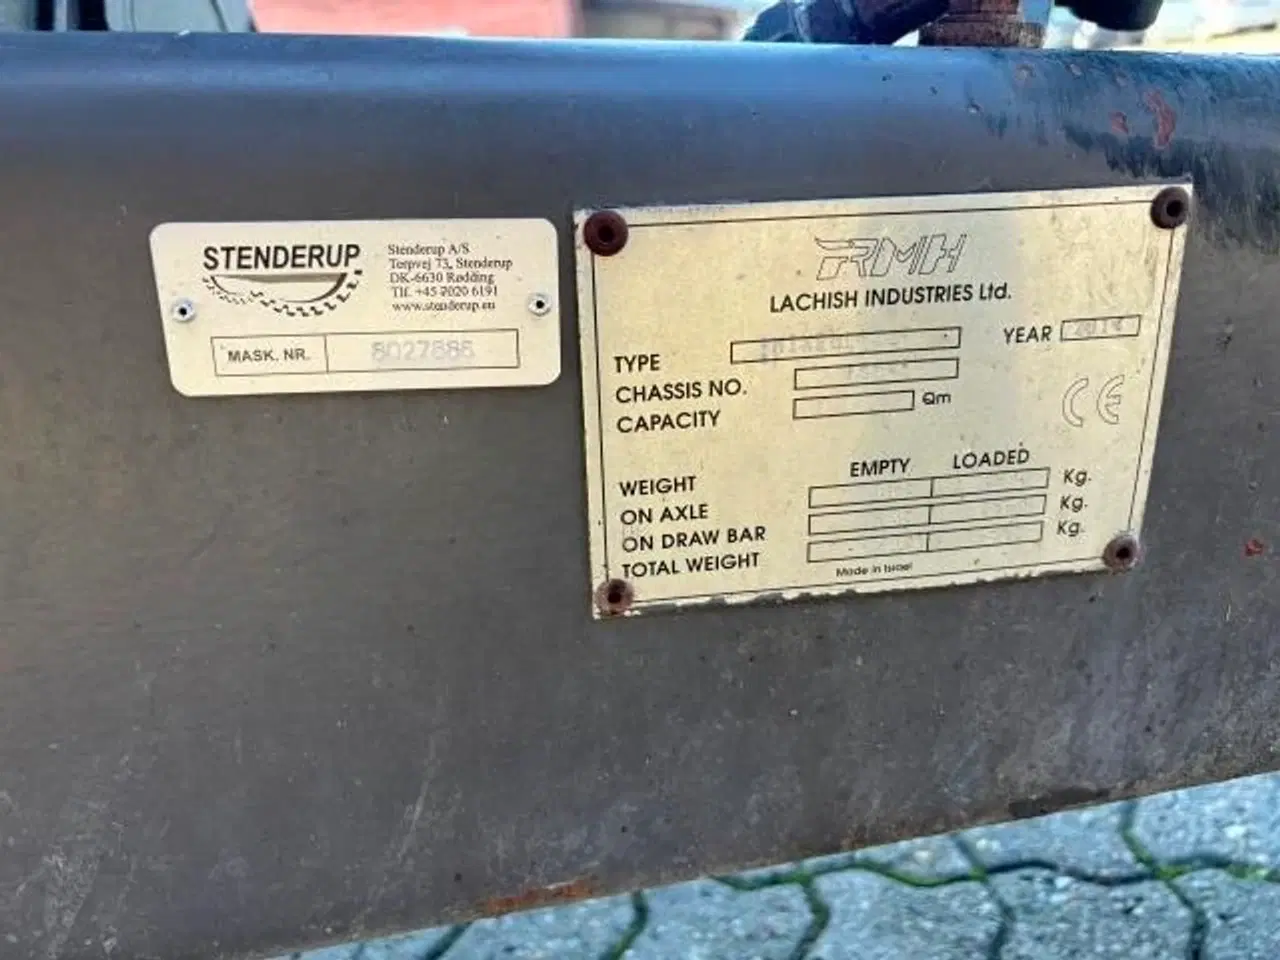 STENDERUP
Stenderup A/S
Terpvej 73, Stenderup
DK-6630 Rødding
Tlf. +45 2020 6191
www.stenderup.eu
MASK. NR.
RMH
LACHISH INDUSTRIES Ltd.
TYPE
YEAR 2014
CHASSIS NO.
CAPACITY Qm
CE
EMPTY LOADED
WEIGHT Kg.
ON AXLE Kg.
ON DRAW BAR Kg.
TOTAL WEIGHT
Made in Israel